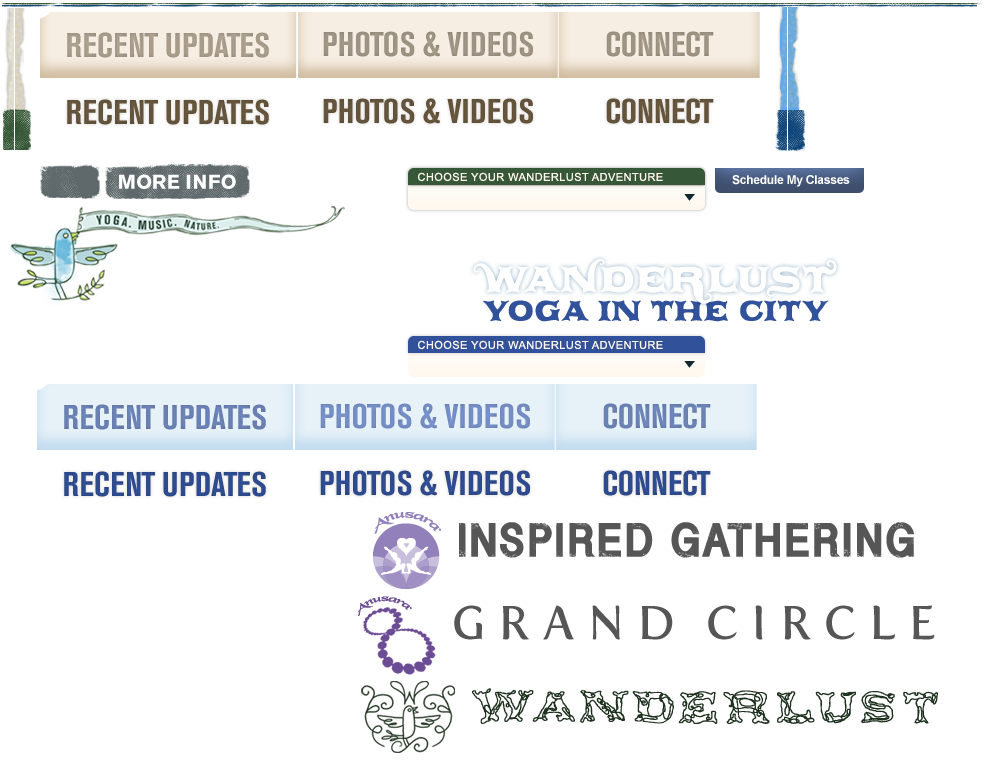 RECENT UPDATES PHOTOS & VIDEOS CONNECT
RECENT UPDATES PHOTOS & VIDEOS CONNECT
MORE INFO
CHOOSE YOUR WANDERLUST ADVENTURE
Schedule My Classes
YOGA. MUSIC. NATURE.
WANDERLUST
YOGA IN THE CITY
CHOOSE YOUR WANDERLUST ADVENTURE
RECENT UPDATES PHOTOS & VIDEOS CONNECT
RECENT UPDATES PHOTOS & VIDEOS CONNECT
Anusara
INSPIRED GATHERING
Anusara
GRAND CIRCLE
W
WANDERLUST